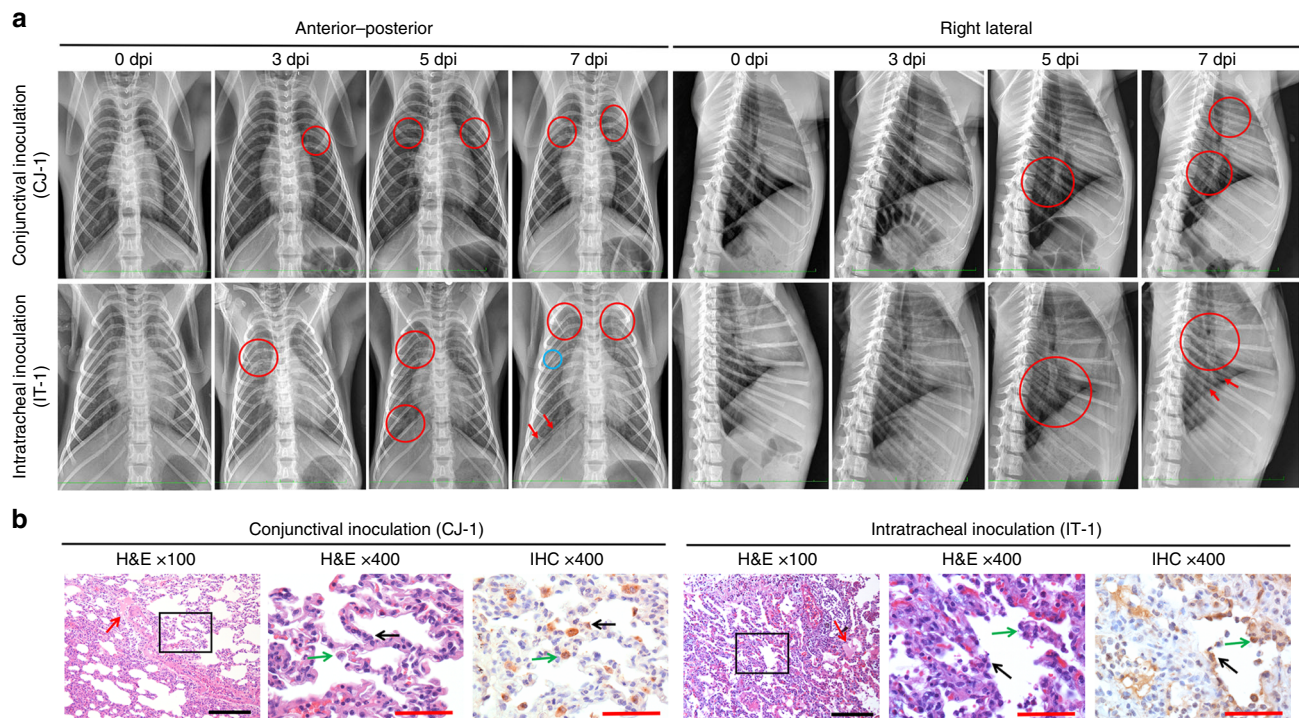 a
Anterior–posterior
Right lateral
0 dpi
3 dpi
5 dpi
7 dpi
0 dpi
3 dpi
5 dpi
7 dpi
Conjunctival inoculation
(CJ-1)
Intratracheal inoculation
(IT-1)
b
Conjunctival inoculation (CJ-1)
Intratracheal inoculation (IT-1)
H&E ×100
H&E ×400
IHC ×400
H&E ×100
H&E ×400
IHC ×400